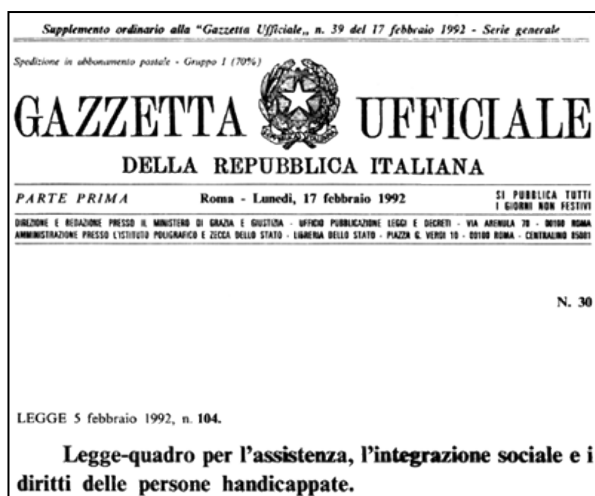 Supplemento ordinario alla "Gazzetta Ufficiale„ n. 39 del 17 febbraio 1992 - Serie generale
Spedizione in abbonamento postale - Gruppo I (70%)
GAZZETTA UFFICIALE
DELLA REPUBBLICA ITALIANA
PARTE PRIMA Roma - Lunedì, 17 febbraio 1992 SI PUBBLICA TUTTI
I GIORNI NON FESTIVI
DIREZIONE E REDAZIONE PRESSO IL MINISTERO DI GRAZIA E GIUSTIZIA - UFFICIO PUBBLICAZIONE LEGGI E DECRETI - VIA ARENULA 70 - 00100 ROMA
AMMINISTRAZIONE PRESSO L'ISTITUTO POLIGRAFICO E ZECCA DELLO STATO - LIBRERIA DELLO STATO - PIAZZA G. VERDI 10 - 00100 ROMA - CENTRALINO 85081
N. 30
LEGGE 5 febbraio 1992, n. 104.
Legge-quadro per l'assistenza, l'integrazione sociale e i
diritti delle persone handicappate.